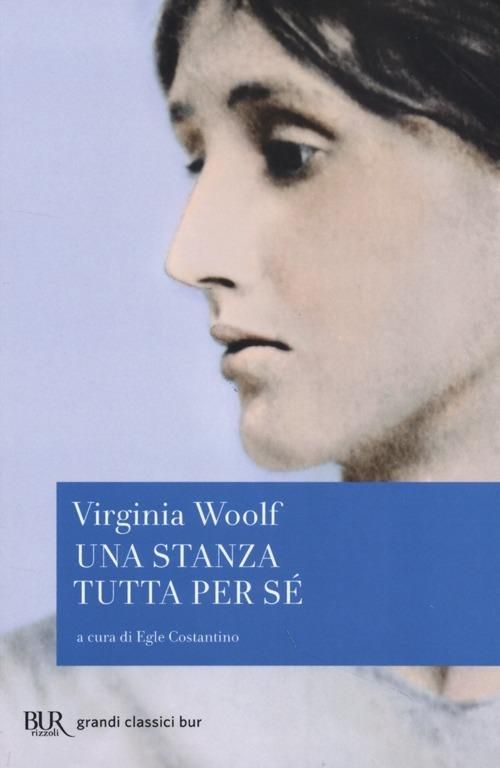 Virginia Woolf
UNA STANZA
TUTTA PER SÉ
a cura di Egle Costantino
BUR
rizzoli
grandi classici bur